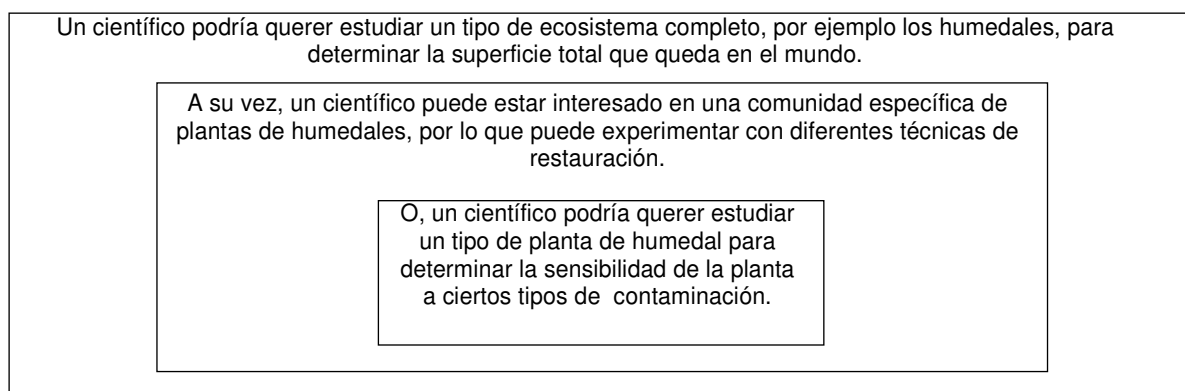 Un científico podría querer estudiar un tipo de ecosistema completo, por ejemplo los humedales, para
determinar la superficie total que queda en el mundo.
A su vez, un científico puede estar interesado en una comunidad específica de
plantas de humedales, por lo que puede experimentar con diferentes técnicas de
restauración.
O, un científico podría querer estudiar
un tipo de planta de humedal para
determinar la sensibilidad de la planta
a ciertos tipos de contaminación.